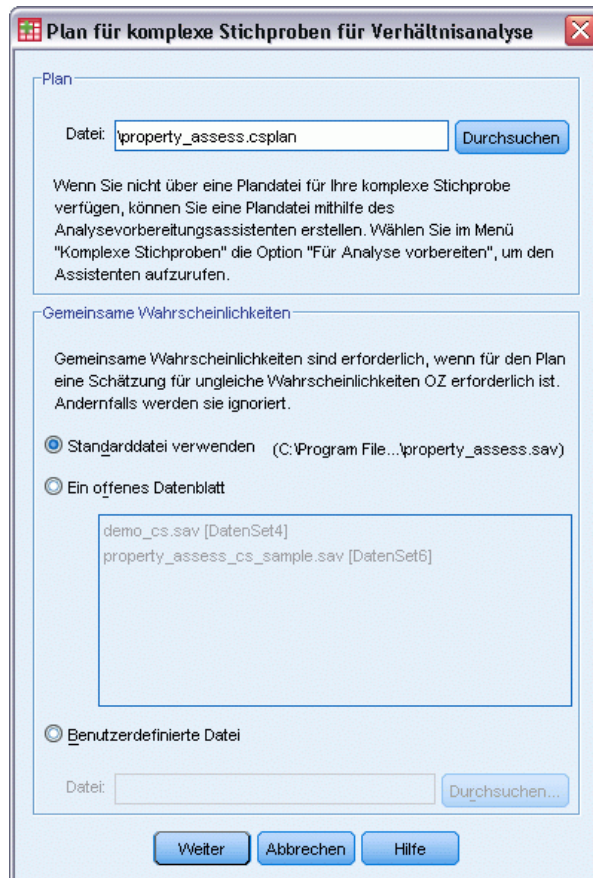 Plan für komplexe Stichproben für Verhältnisanalyse
Plan
Datei: \property_assess.csplan Durchsuchen
Wenn Sie nicht über eine Plandatei für Ihre komplexe Stichprobe
verfügen, können Sie eine Plandatei mithilfe des
Analysevorbereitungsassistenten erstellen. Wählen Sie im Menü
"Komplexe Stichproben" die Option "Für Analyse vorbereiten", um den
Assistenten aufzurufen.
Gemeinsame Wahrscheinlichkeiten
Gemeinsame Wahrscheinlichkeiten sind erforderlich, wenn für den Plan
eine Schätzung für ungleiche Wahrscheinlichkeiten OZ erforderlich ist.
Andernfalls werden sie ignoriert.
Standarddatei verwenden (C:\Program File...\property_assess.sav)
Ein offenes Datenblatt
demo_cs.sav [DatenSet4]
property_assess_cs_sample.sav [DatenSet6]
Benutzerdefinierte Datei
Datei: Durchsuchen...
Weiter Abbrechen Hilfe